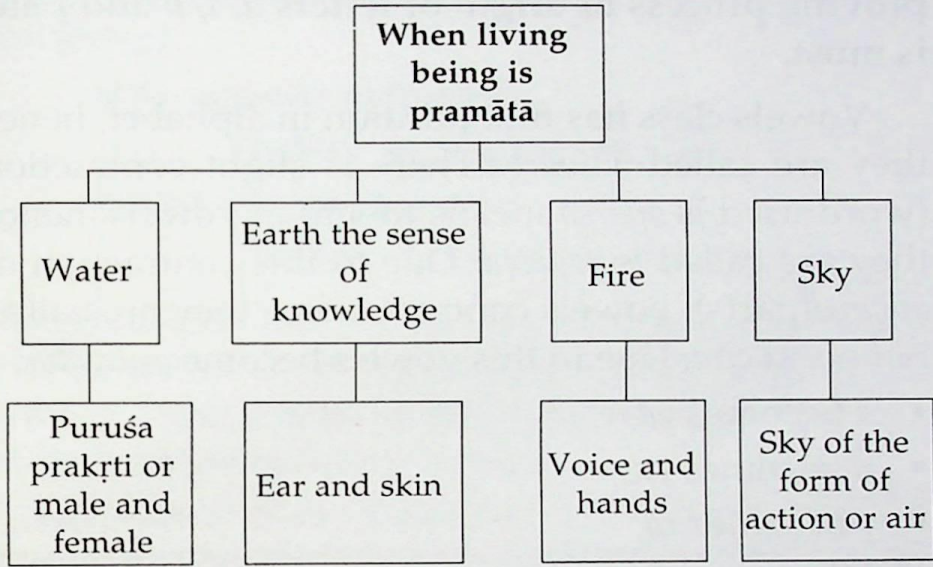 When living
being is
pramātā
Water
Earth the sense
of
knowledge
Fire
Sky
Puruśa
prakṛti or
male and
female
Ear and skin
Voice and
hands
Sky of the
form of
action or air